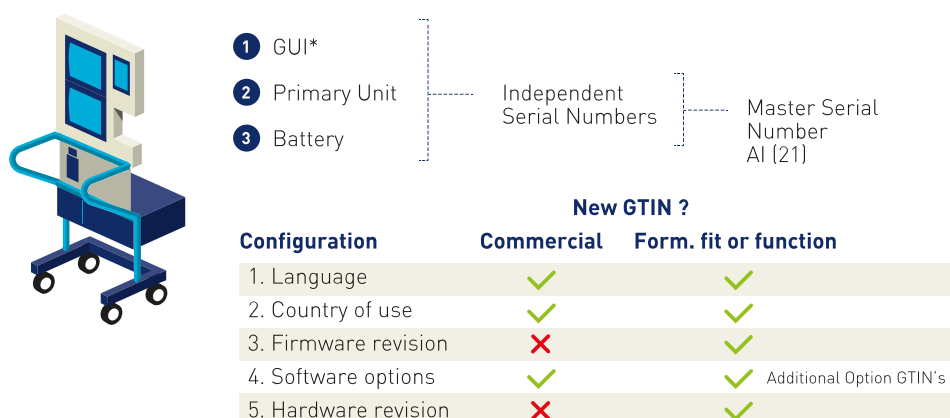 1 GUI*
2 Primary Unit
3 Battery
Independent
Serial Numbers
Master Serial
Number
AI (21)
New GTIN ?
Configuration Commercial Form. fit or function
1. Language
2. Country of use
3. Firmware revision
4. Software options Additional Option GTIN's
5. Hardware revision